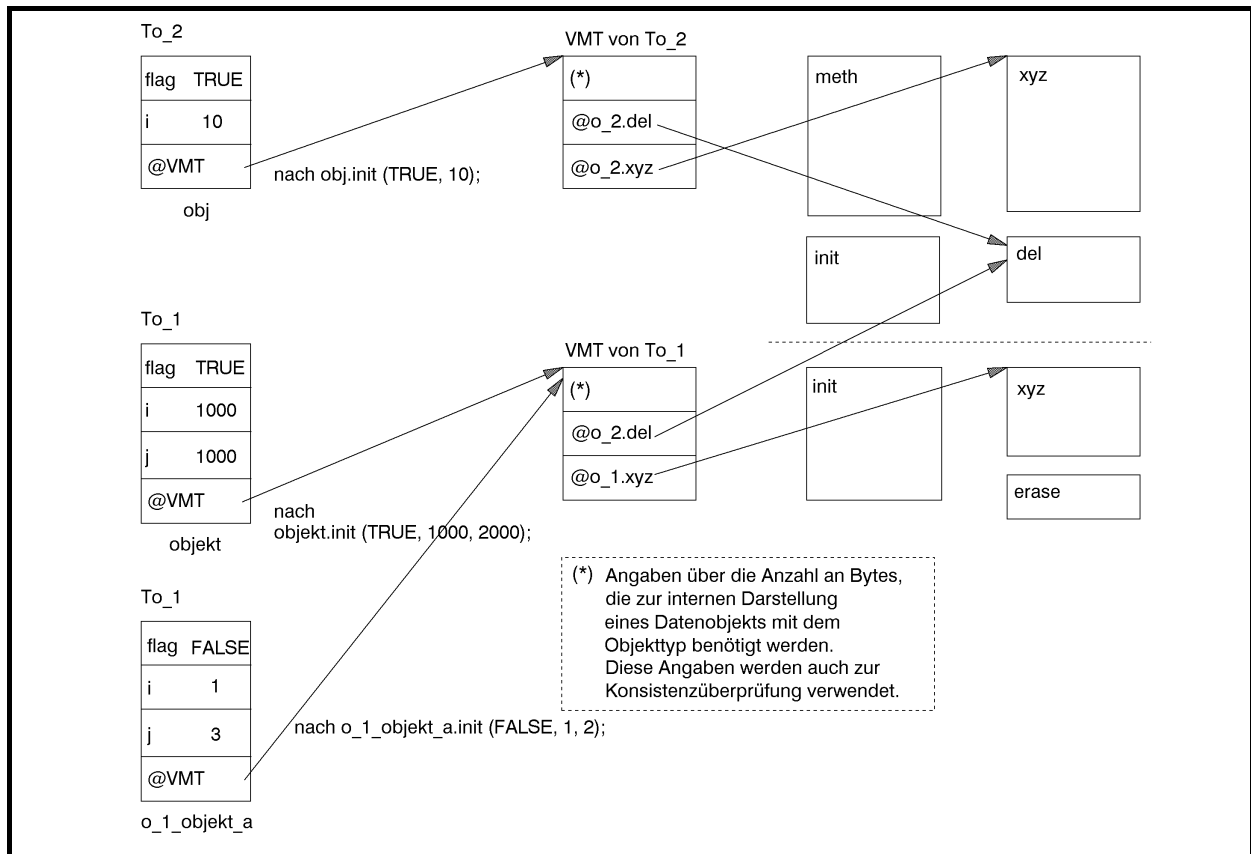 To_2
flag TRUE
i 10
@VMT
obj
nach obj.init (TRUE, 10);
VMT von To_2
(*)
@o_2.del
@o_2.xyz
meth
xyz
init
del
To_1
flag TRUE
i 1000
j 1000
@VMT
objekt
nach
objekt.init (TRUE, 1000, 2000);
VMT von To_1
(*)
@o_2.del
@o_1.xyz
init
xyz
erase
To_1
flag FALSE
i 1
j 3
@VMT
o_1_objekt_a
nach o_1_objekt_a.init (FALSE, 1, 2);
(*) Angaben über die Anzahl an Bytes,
die zur internen Darstellung
eines Datenobjekts mit dem
Objekttyp benötigt werden.
Diese Angaben werden auch zur
Konsistenzüberprüfung verwendet.